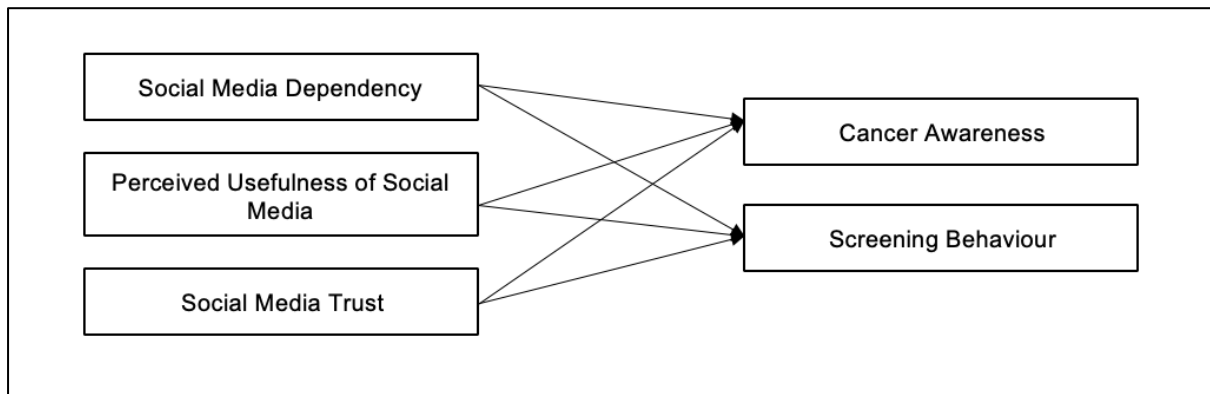 Social Media Dependency
Perceived Usefulness of Social
Media
Social Media Trust
Cancer Awareness
Screening Behaviour